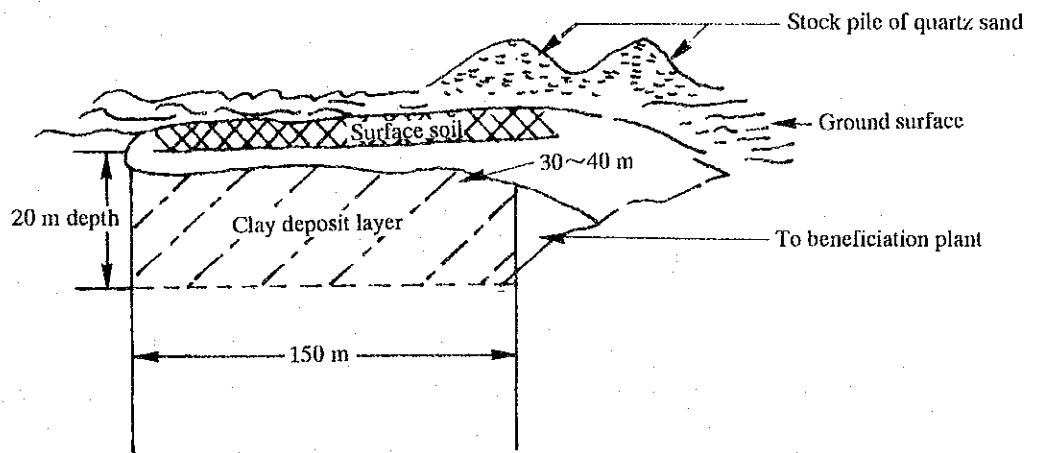 Stock pile of quartz sand
Surface soil
Ground surface
30~40 m
20 m depth
Clay deposit layer
To beneficiation plant
150 m